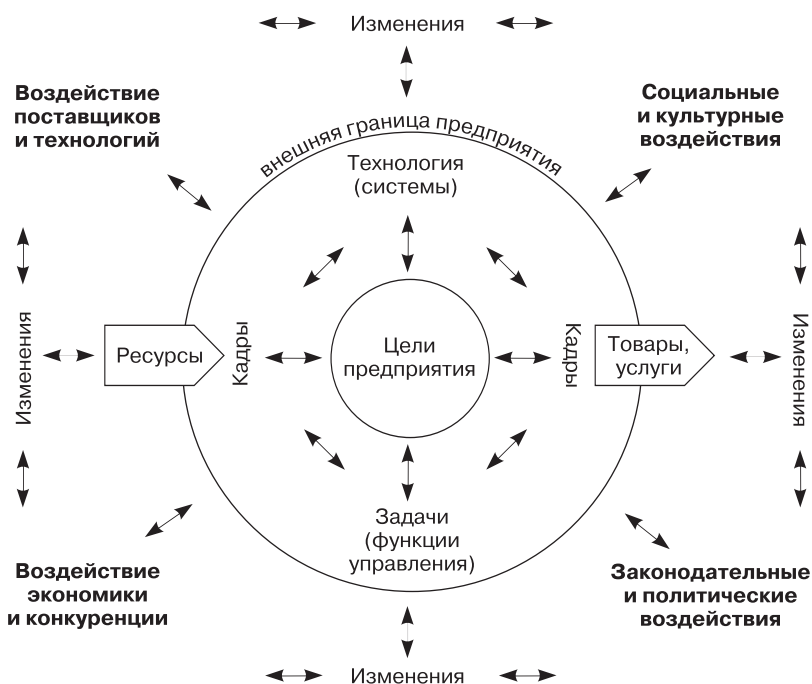 Изменения
Воздействие
поставщиков
и технологий
Социальные
и культурные
воздействия
внешняя граница предприятия
Технология
(системы)
Изменения
Ресурсы
Кадры
Цели
предприятия
Кадры
Товары,
услуги
Изменения
Задачи
(функции
управления)
Воздействие
экономики
и конкуренции
Законодательные
и политические
воздействия
Изменения